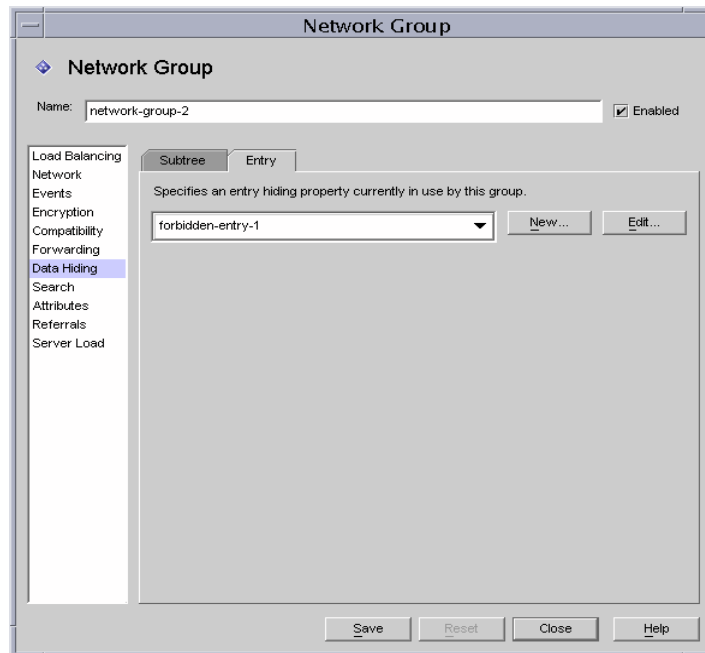 Network Group
Network Group
Name: network-group-2 Enabled
Load Balancing
Network
Events
Encryption
Compatibility
Forwarding
Data Hiding
Search
Attributes
Referrals
Server Load
Subtree Entry
Specifies an entry hiding property currently in use by this group.
forbidden-entry-1 New... Edit...
Save Reset Close Help